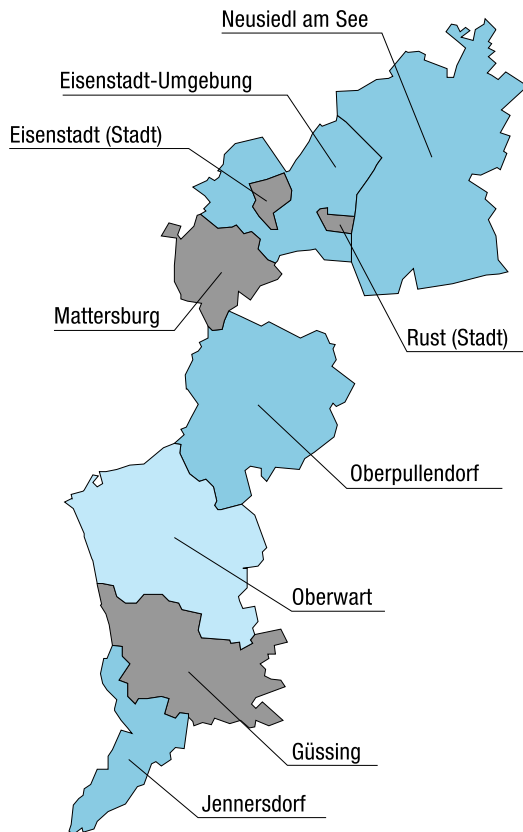 Neusiedl am See
Eisenstadt-Umgebung
Eisenstadt (Stadt)
Mattersburg
Rust (Stadt)
Oberpullendorf
Oberwart
Güssing
Jennersdorf